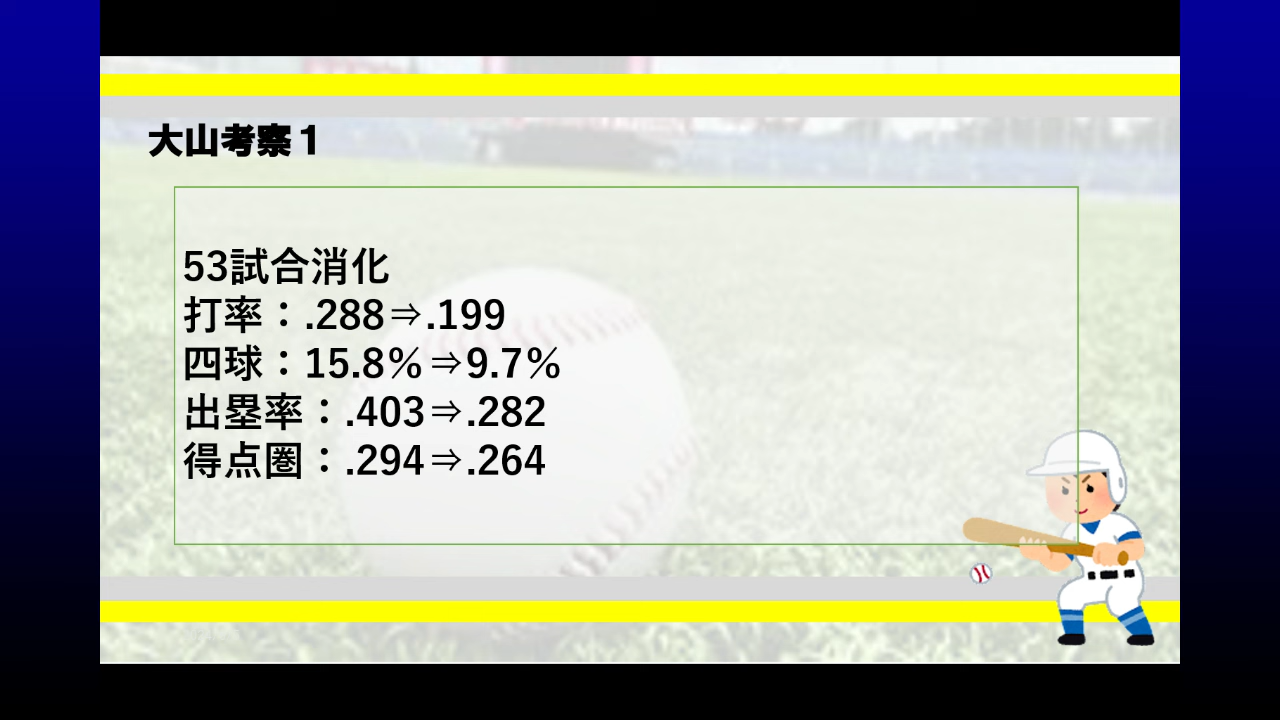 大山考察１
53試合消化
打率：.288⇒.199
四球：15.8％⇒9.7％
出塁率：.403⇒.282
得点圏：.294⇒.264